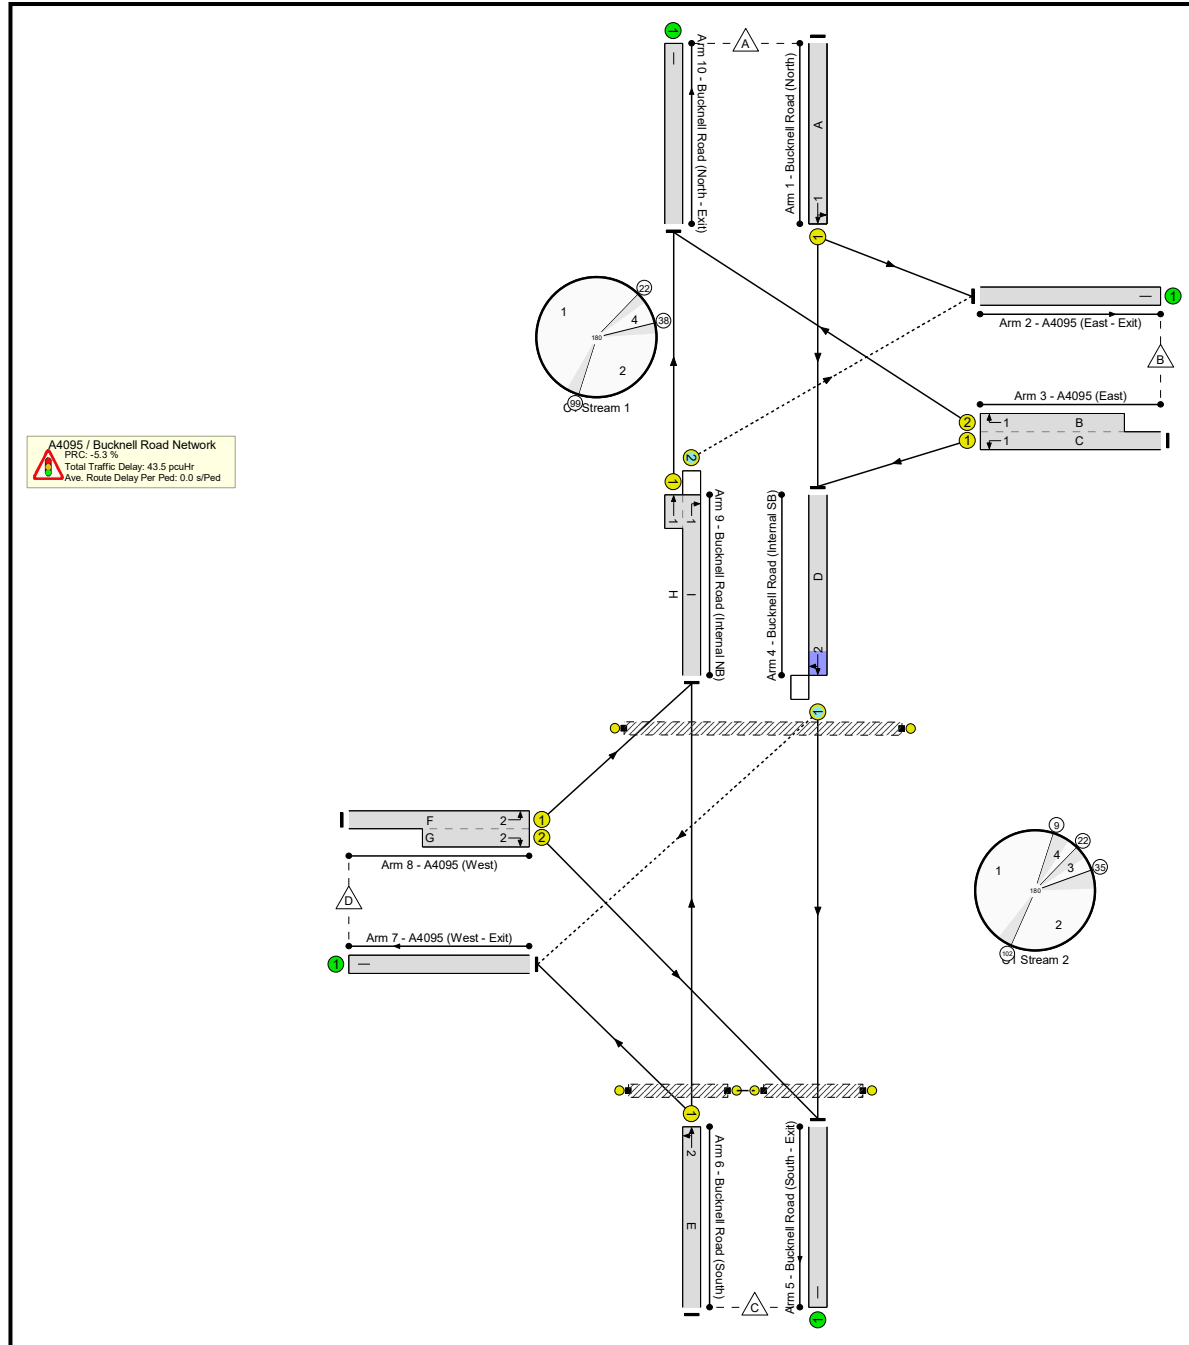 1
A
Arm 10 - Bucknell Road (North - Exit)
Arm 1 - Bucknell Road (North)
A
1
1
22
1
4
38
180
2
99
C1 Stream 1
1
Arm 2 - A4095 (East - Exit)
B
Arm 3 - A4095 (East)
2
1
B
1
1
C
A4095 / Bucknell Road Network
PRC: -5.3 %
Total Traffic Delay: 43.5 pcuHr
Ave. Route Delay Per Ped: 0.0 s/Ped
2
1
1
1
H
I
Arm 9 - Bucknell Road (Internal NB)
Arm 4 - Bucknell Road (Internal SB)
D
2
1
F
2
1
G
2
2
Arm 8 - A4095 (West)
D
Arm 7 - A4095 (West - Exit)
1
9
22
4
1
3
35
180
2
102
C1 Stream 2
1
2
E
Arm 6 - Bucknell Road (South)
Arm 5 - Bucknell Road (South - Exit)
C
1